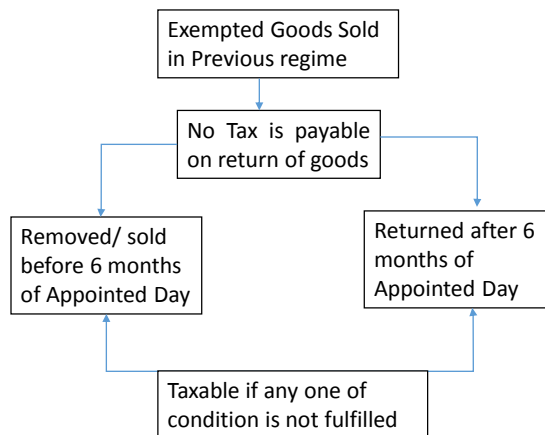 Exempted Goods Sold
in Previous regime
No Tax is payable
on return of goods
Removed/ sold
before 6 months
of Appointed Day
Returned after 6
months of
Appointed Day
Taxable if any one of
condition is not fulfilled